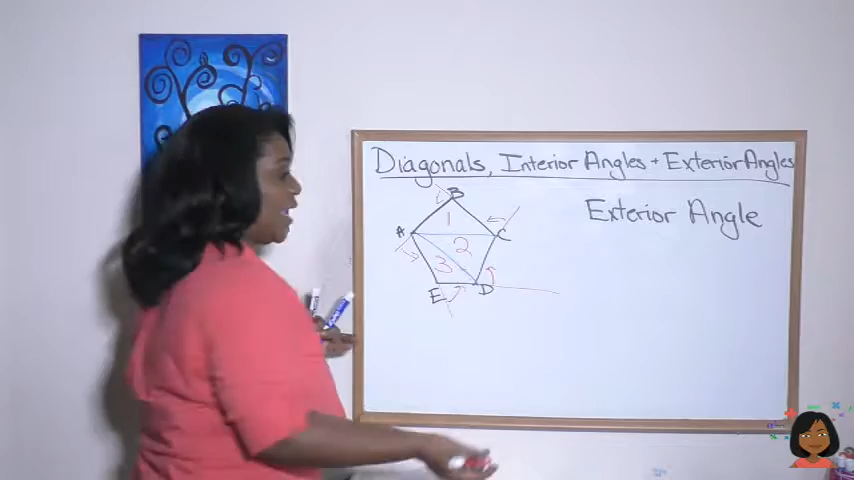 Diagonals, Interior Angles + Exterior Angles
Exterior Angle
B
1
A
C
2
3
E
D